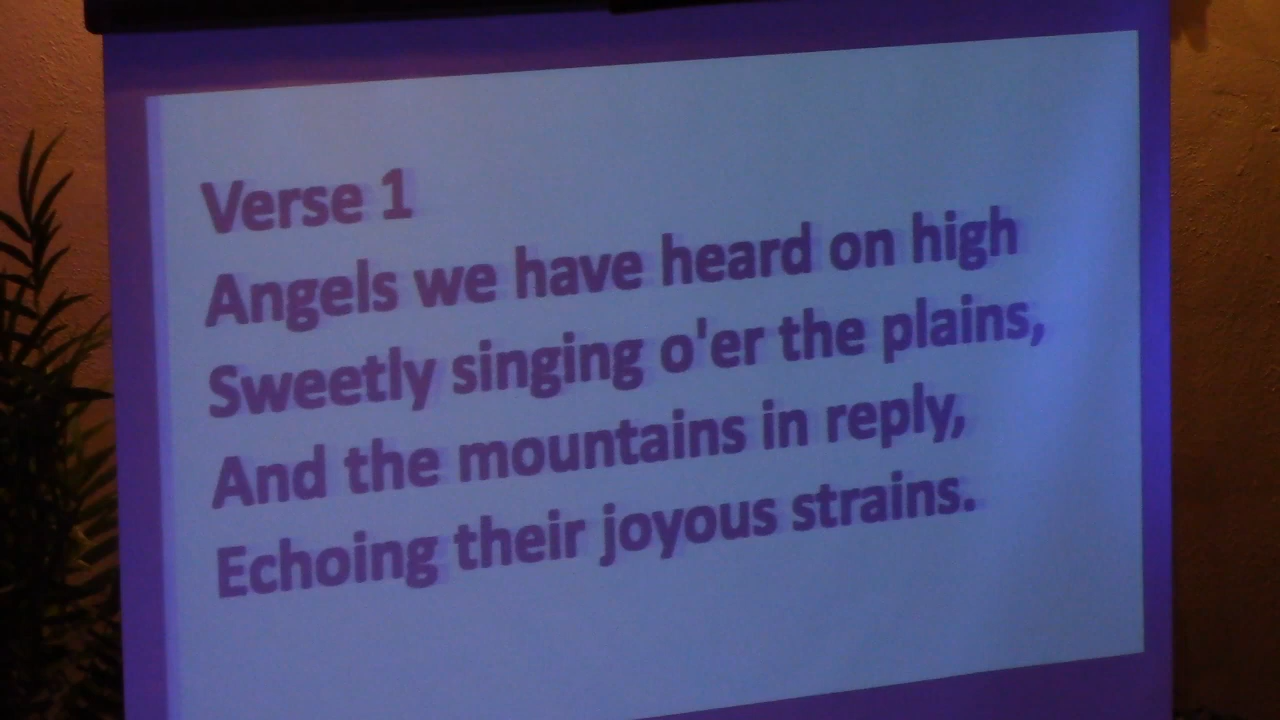 Verse 1
Angels we have heard on high
Sweetly singing o'er the plains,
And the mountains in reply,
Echoing their joyous strains.